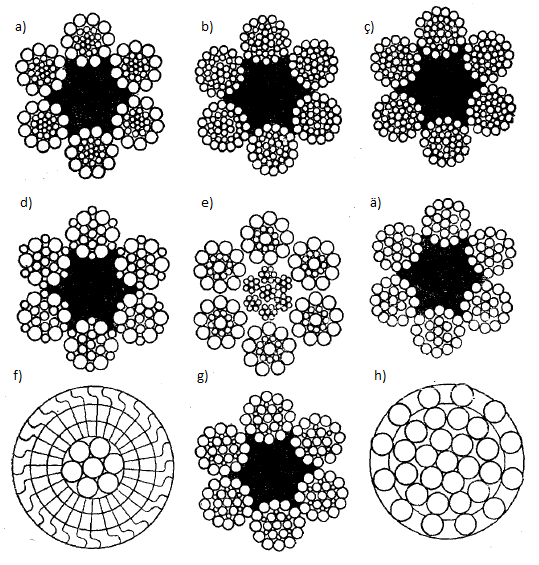 a) b) ç)
d) e) ä)
f) g) h)